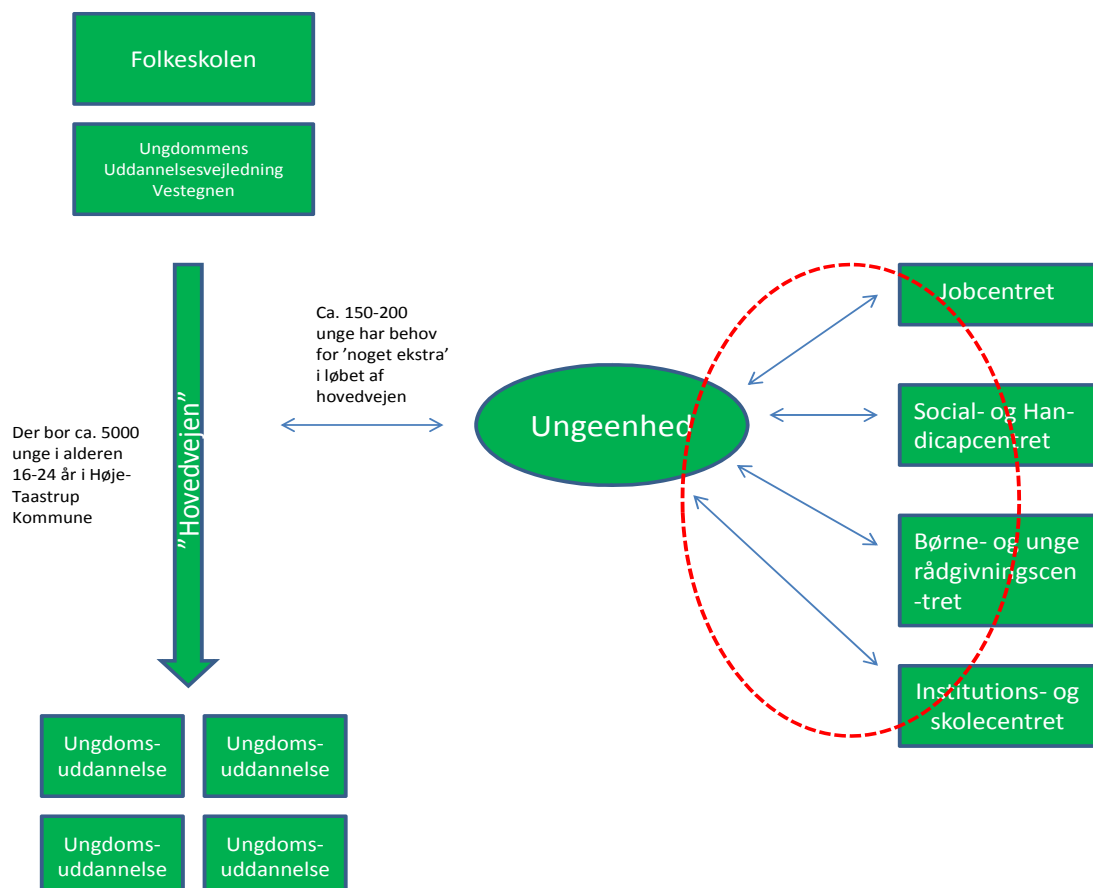 Folkeskolen
Ungdommens
Uddannelsesvejledning
Vestegnen
Ca. 150-200
unge har behov
for ’noget ekstra’
i løbet af
hovedvejen
Der bor ca. 5000
unge i alderen
16-24 år i Høje-
Taastrup
Kommune
”Hovedvejen”
Ungeenhed
Jobcentret
Social- og Han-
dicapcentret
Børne- og unge
rådgivningscen
-tret
Institutions- og
skolecentret
Ungdoms-
uddannelse
Ungdoms-
uddannelse
Ungdoms-
uddannelse
Ungdoms-
uddannelse